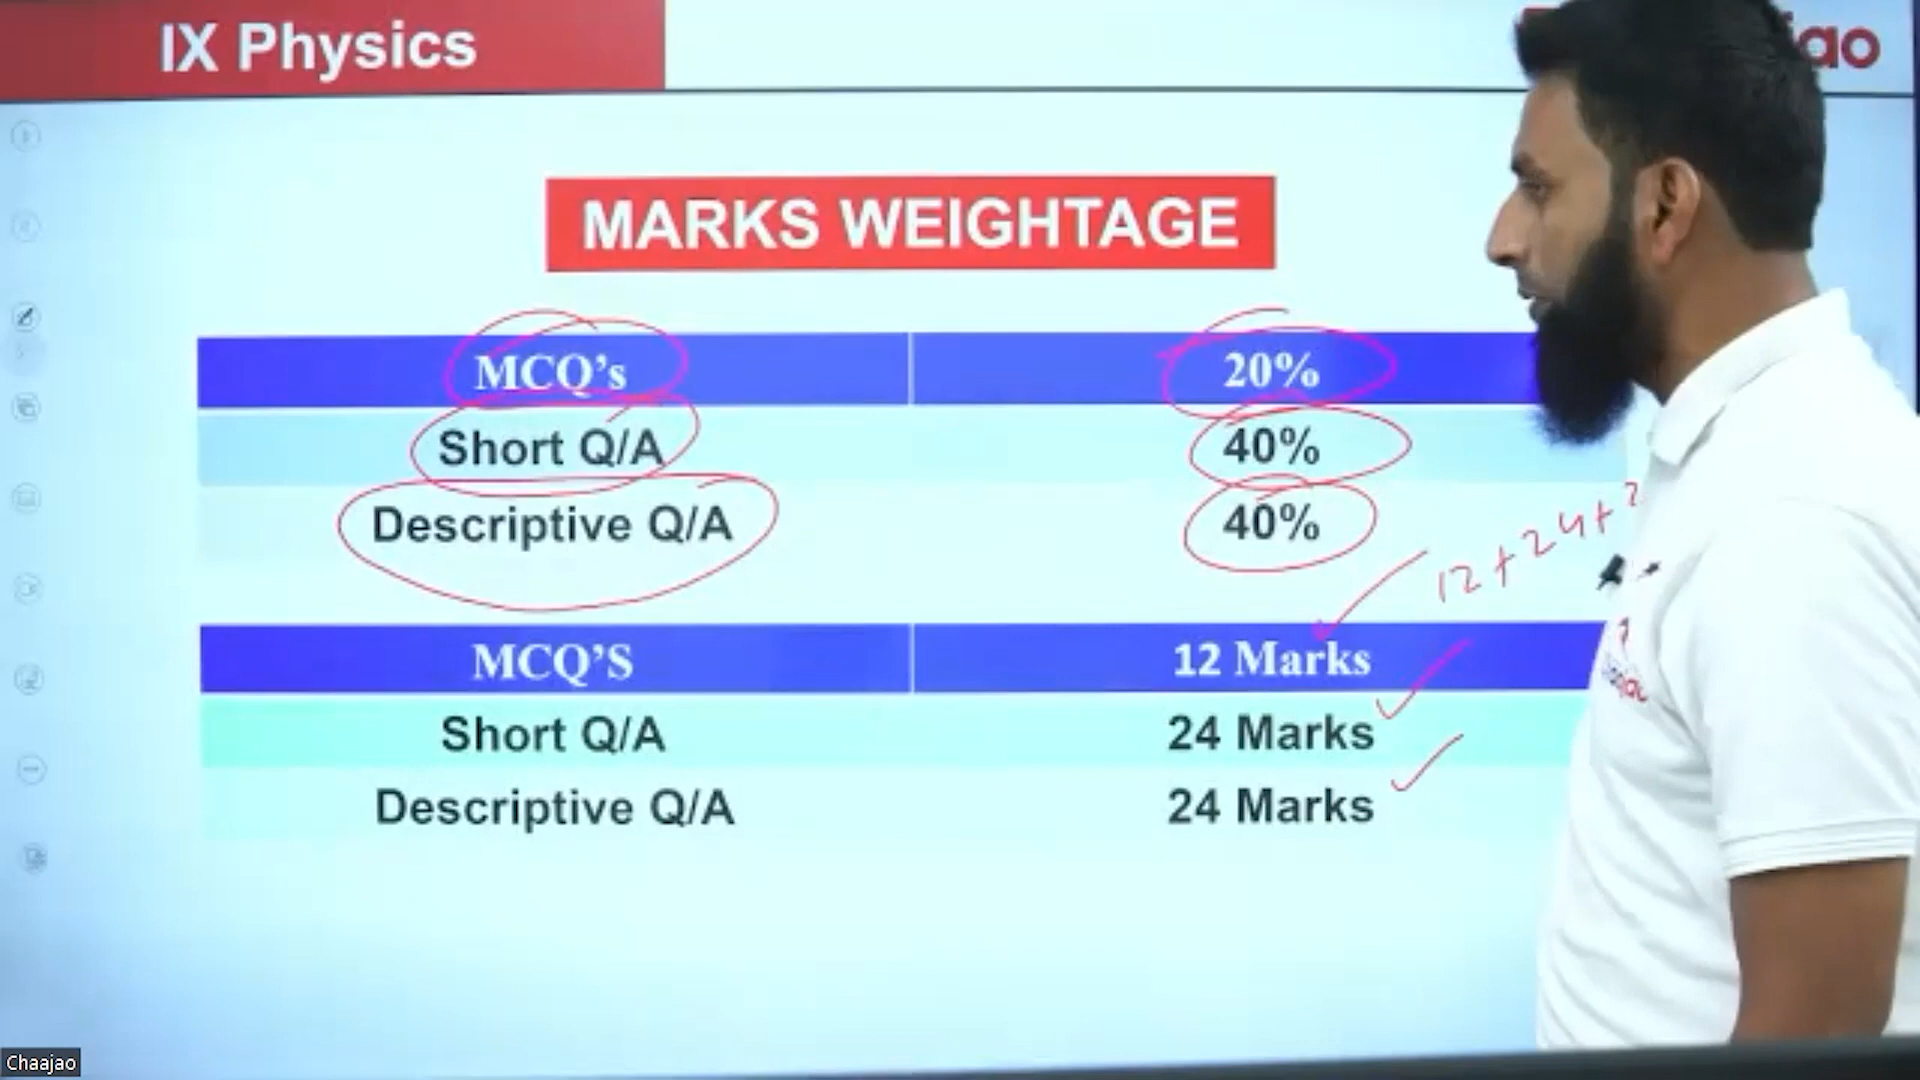 IX Physics
ao
MARKS WEIGHTAGE
MCQ’s 20%
Short Q/A 40%
Descriptive Q/A 40%
12+24+
MCQ’S 12 Marks
Short Q/A 24 Marks
Descriptive Q/A 24 Marks
Chaajao